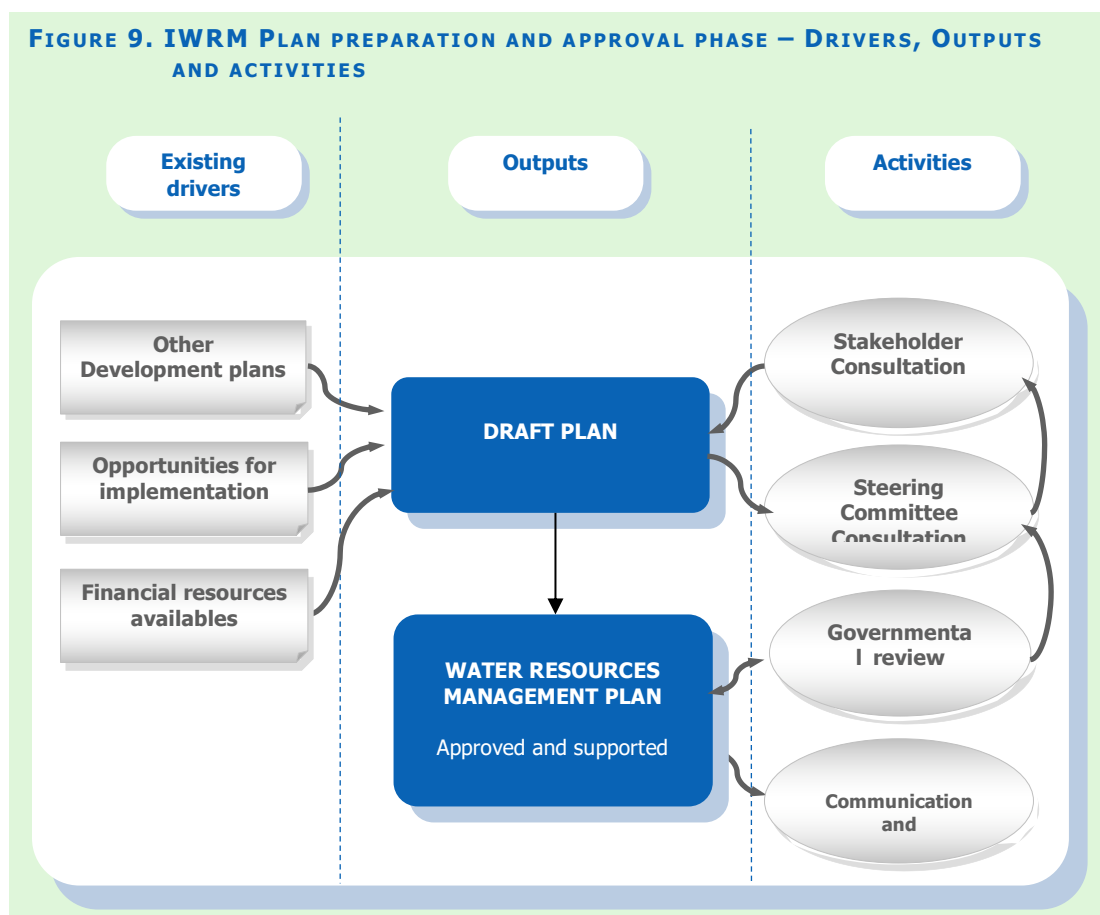 FIGURE 9. IWRM PLAN PREPARATION AND APPROVAL PHASE – DRIVERS, OUTPUTS
AND ACTIVITIES
Existing
drivers
Outputs
Activities
Other
Development plans
Opportunities for
implementation
Financial resources
availables
DRAFT PLAN
WATER RESOURCES
MANAGEMENT PLAN
Approved and supported
Stakeholder
Consultation
Steering
Committee
Consultation
Governmenta
l review
Communication
and